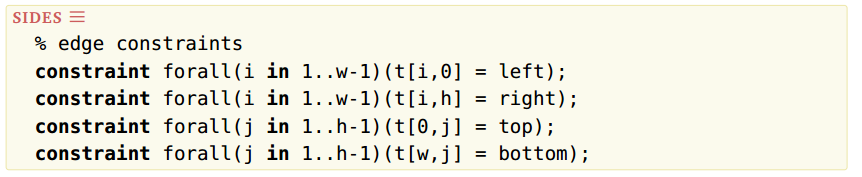 SIDES ≡
% edge constraints
constraint forall(i in 1..w-1)(t[i,0] = left);
constraint forall(i in 1..w-1)(t[i,h] = right);
constraint forall(j in 1..h-1)(t[0,j] = top);
constraint forall(j in 1..h-1)(t[w,j] = bottom);